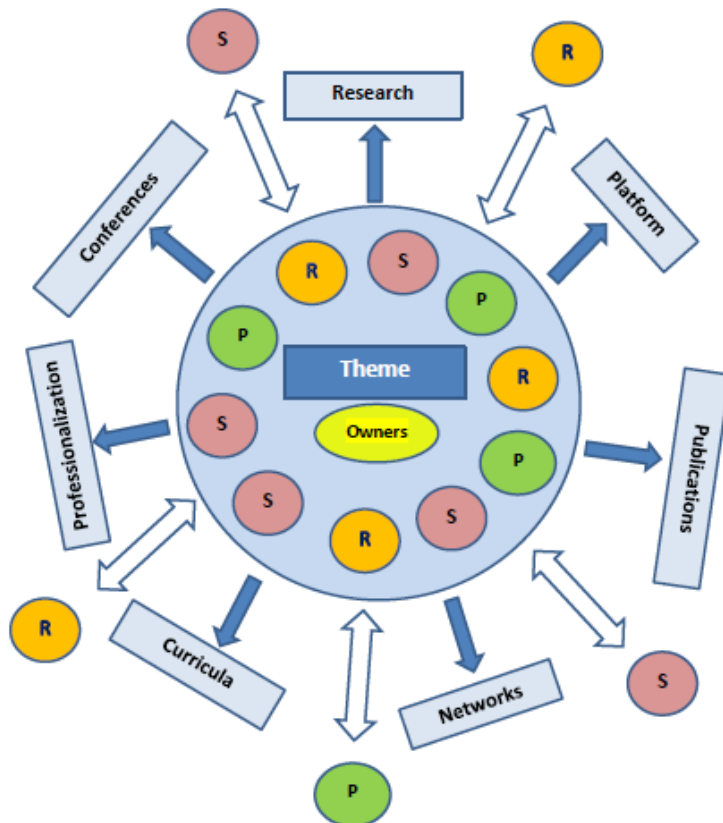 S
R
Research
Conferences
Platform
R
S
P
P
Theme
R
Owners
S
P
S
S
R
Professionalization
Publications
R
Curricula
Networks
S
P